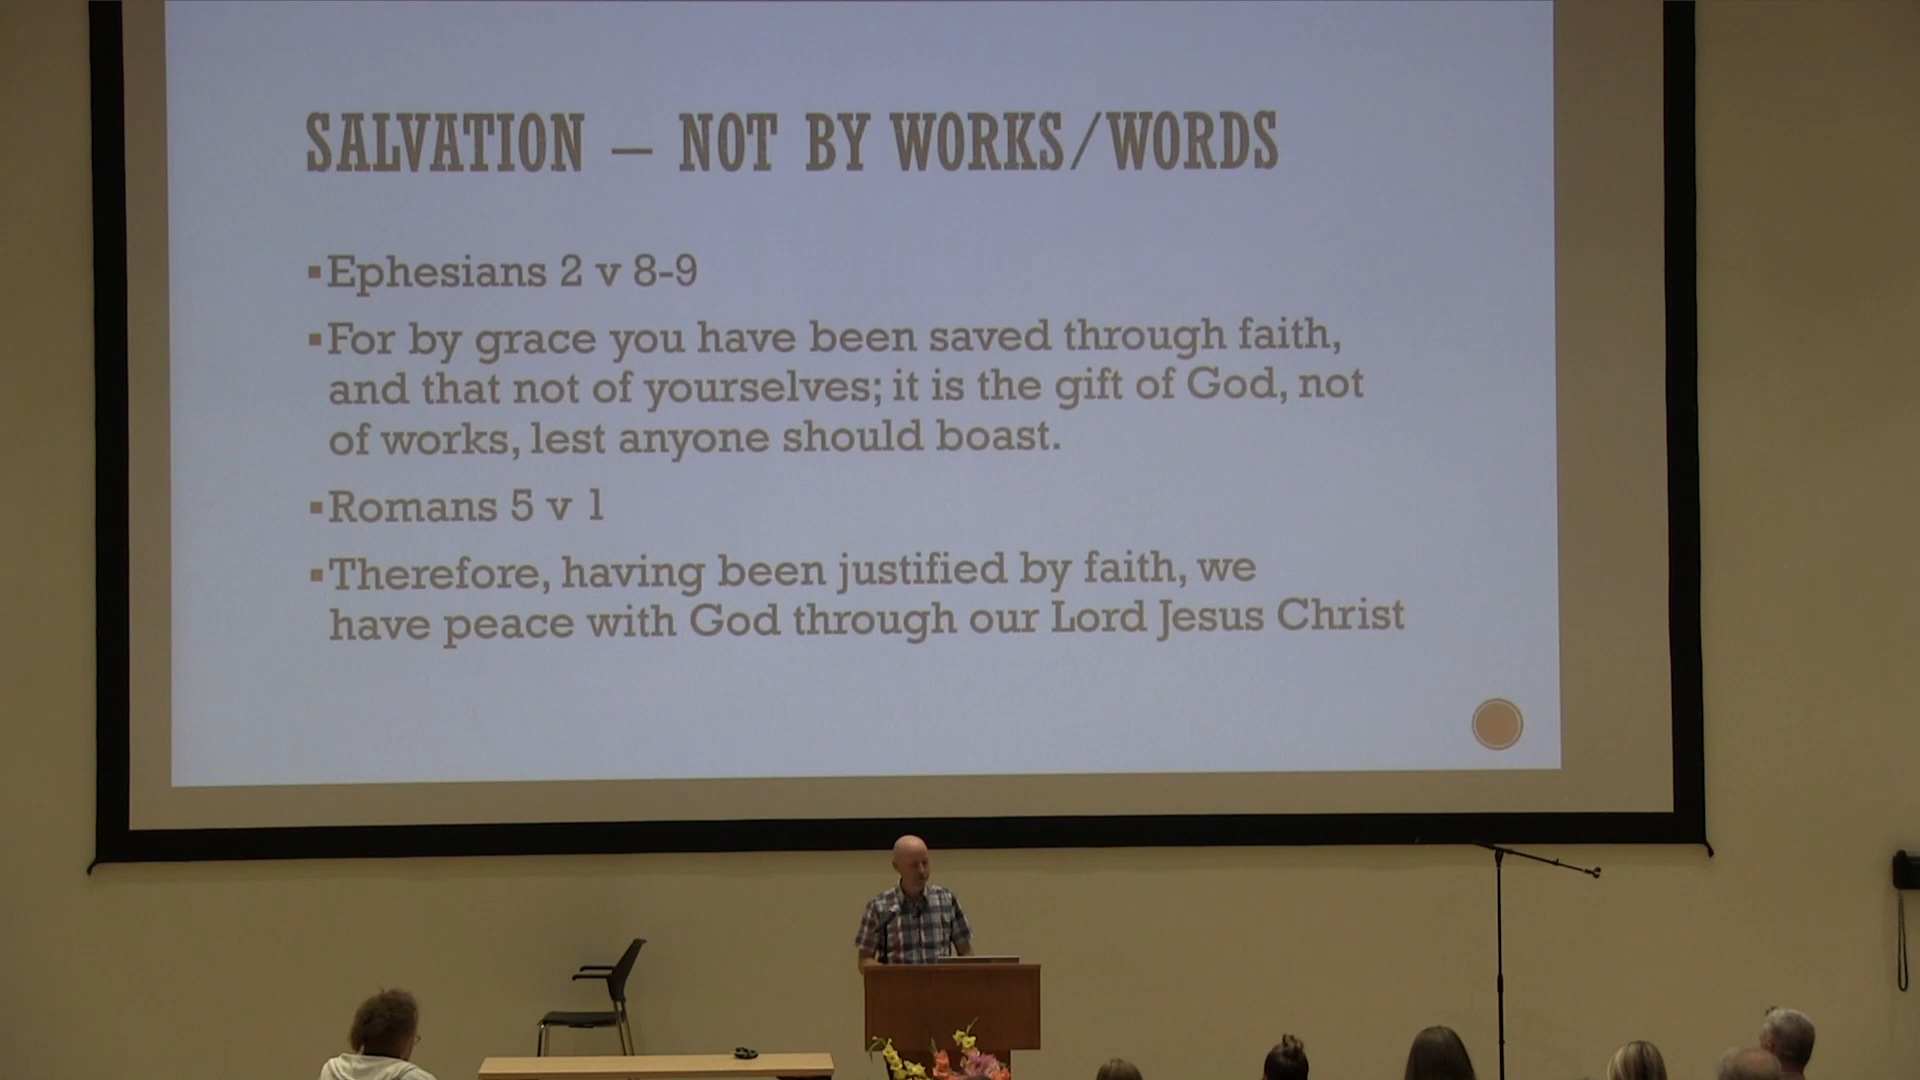 SALVATION – NOT BY WORKS/WORDS
▪Ephesians 2 v 8-9
▪For by grace you have been saved through faith,
and that not of yourselves; it is the gift of God, not
of works, lest anyone should boast.
▪Romans 5 v 1
▪Therefore, having been justified by faith, we
have peace with God through our Lord Jesus Christ